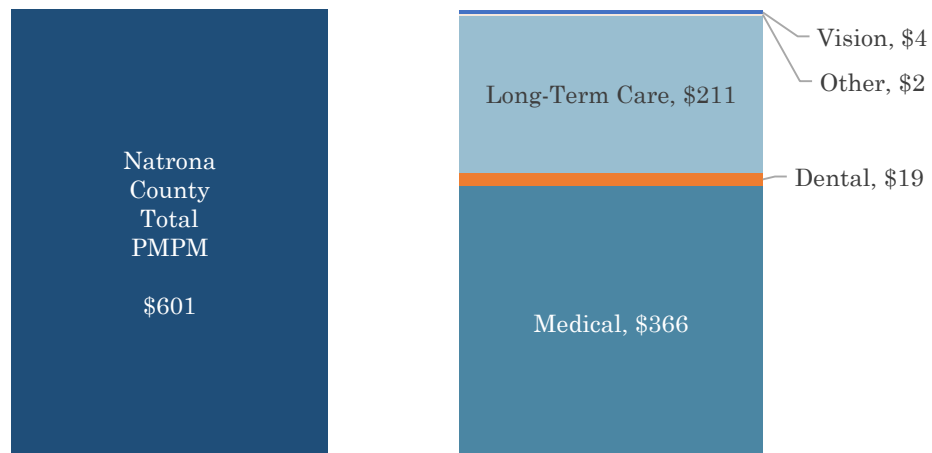 Natrona
County
Total
PMPM
$601
Vision, $4
Other, $2
Long-Term Care, $211
Dental, $19
Medical, $366